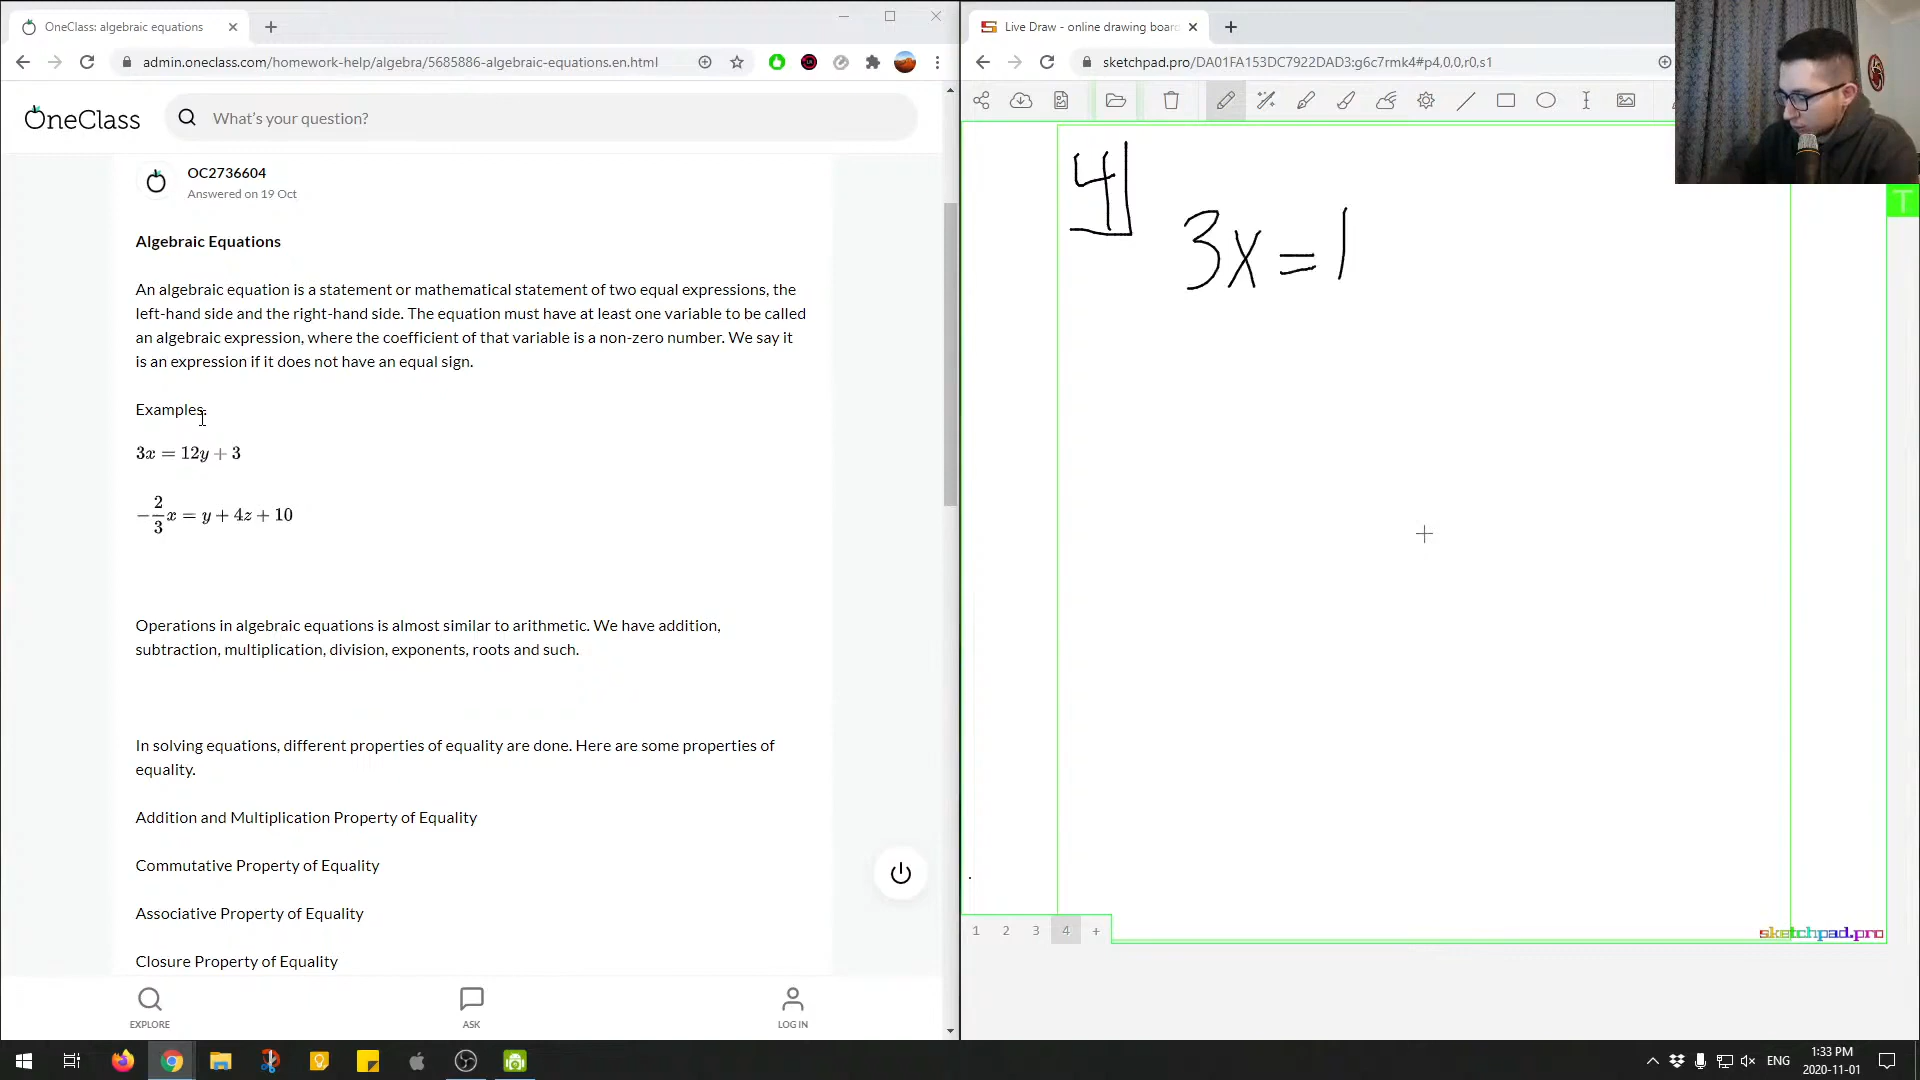 OneClass: algebraic equations
admin.oneclass.com/homework-help/algebra/5685886-algebraic-equations.en.html
OneClass
What's your question?
OC2736604
Answered on 19 Oct
Algebraic Equations
An algebraic equation is a statement or mathematical statement of two equal expressions, the
left-hand side and the right-hand side. The equation must have at least one variable to be called
an algebraic expression, where the coefficient of that variable is a non-zero number. We say it
is an expression if it does not have an equal sign.
Examples:
3x = 12y + 3
-2/3 x = y + 4z + 10
Operations in algebraic equations is almost similar to arithmetic. We have addition,
subtraction, multiplication, division, exponents, roots and such.
In solving equations, different properties of equality are done. Here are some properties of
equality.
Addition and Multiplication Property of Equality
Commutative Property of Equality
Associative Property of Equality
Closure Property of Equality
EXPLORE
ASK
LOG IN
Live Draw - online drawing board
sketchpad.pro/DA01FA153DC7922DAD3:g6c7rmk4#p4,0,0,r0,s1
T
4
3x = 1
1 2 3 4 +
sketchpad.pro
ENG
1:33 PM
2020-11-01